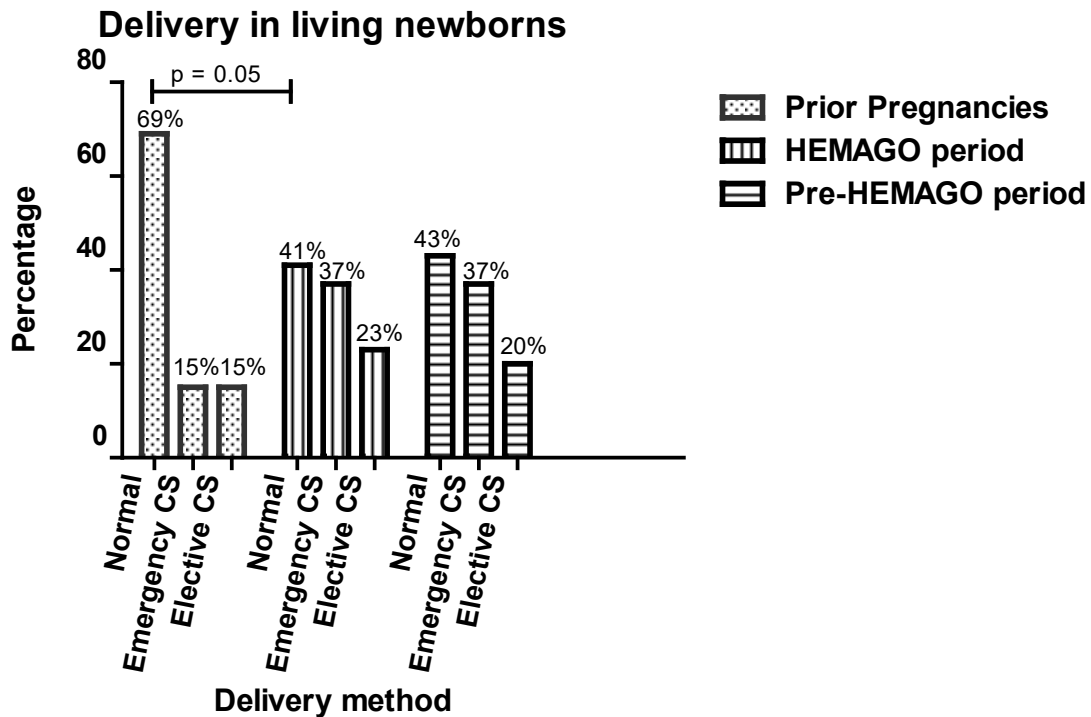 Delivery in living newborns
80
60
40
20
0
Percentage
p = 0.05
69%
15%
15%
41%
37%
23%
43%
37%
20%
Normal
Emergency CS
Elective CS
Normal
Emergency CS
Elective CS
Normal
Emergency CS
Elective CS
Delivery method
Prior Pregnancies
HEMAGO period
Pre-HEMAGO period